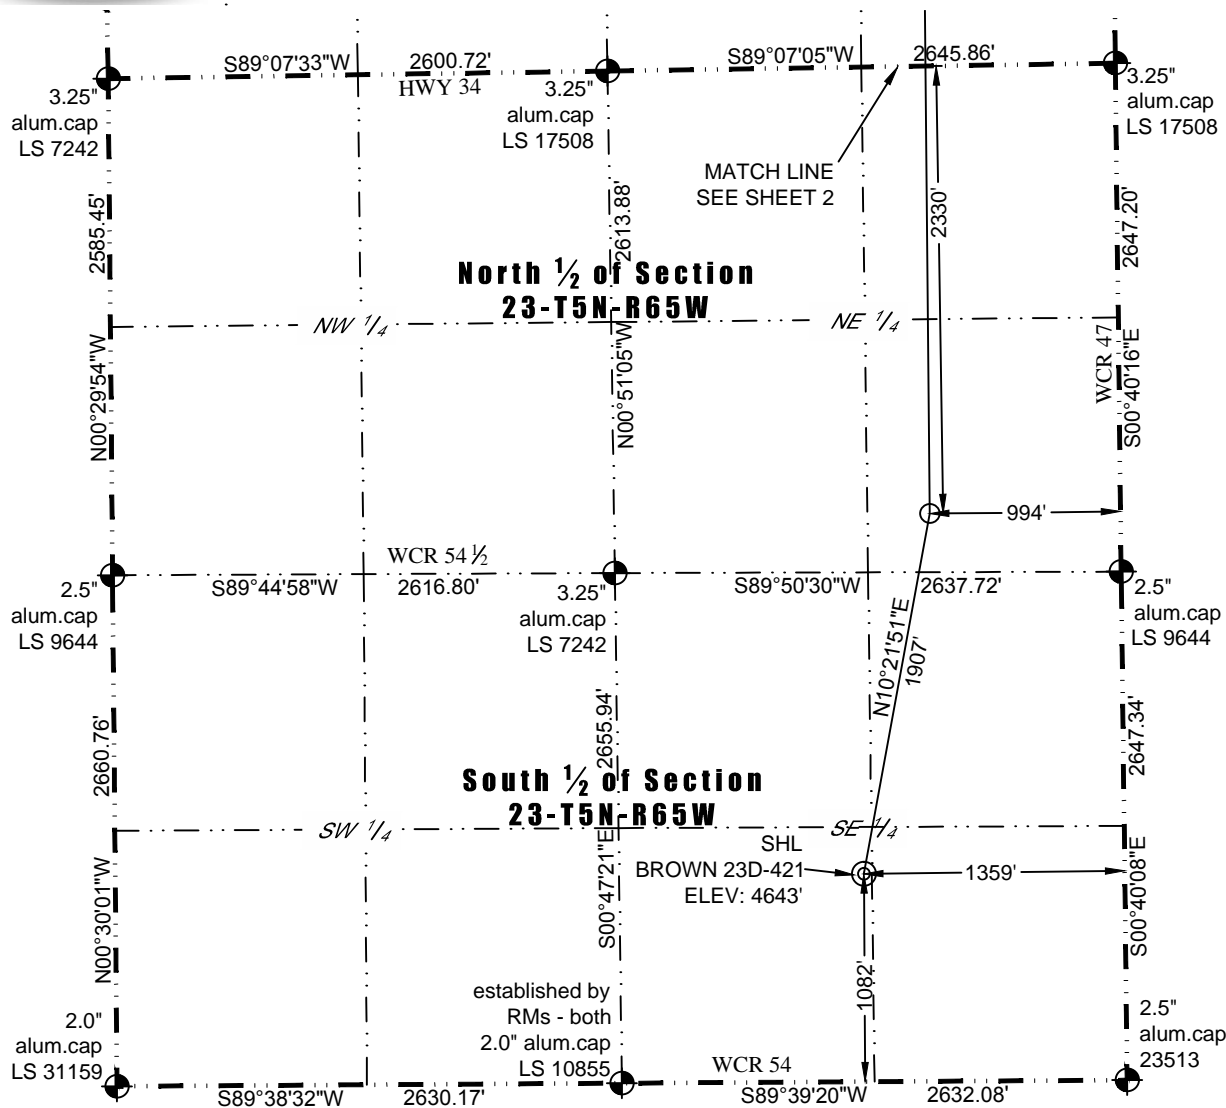 S89°07'33"W 2600.72'
S89°07'05"W 2645.86'
HWY 34
3.25"
alum.cap
LS 7242
3.25"
alum.cap
LS 17508
3.25"
alum.cap
LS 17508
MATCH LINE
SEE SHEET 2
2585.45'
2613.88'
2330'
2647.20'
North ½ of Section
23-T5N-R65W
NW 1/4
NE 1/4
N00°29'54"W
N00°51'05"W
WCR 47
S00°40'16"E
994'
WCR 54 ½
S89°44'58"W 2616.80'
S89°50'30"W 2637.72'
2.5"
alum.cap
LS 9644
3.25"
alum.cap
LS 7242
2.5"
alum.cap
LS 9644
N10°21'51"E
1907'
2660.76'
2655.94'
2647.34'
South ½ of Section
23-T5N-R65W
SW 1/4
SE 1/4
SHL
BROWN 23D-421
ELEV: 4643'
1359'
N00°30'01"W
S00°47'21"E
S00°40'08"E
1082'
2.0"
alum.cap
LS 31159
established by
RMs - both
2.0" alum.cap
LS 10855
2.5"
alum.cap
23513
WCR 54
S89°38'32"W 2630.17'
S89°39'20"W 2632.08'